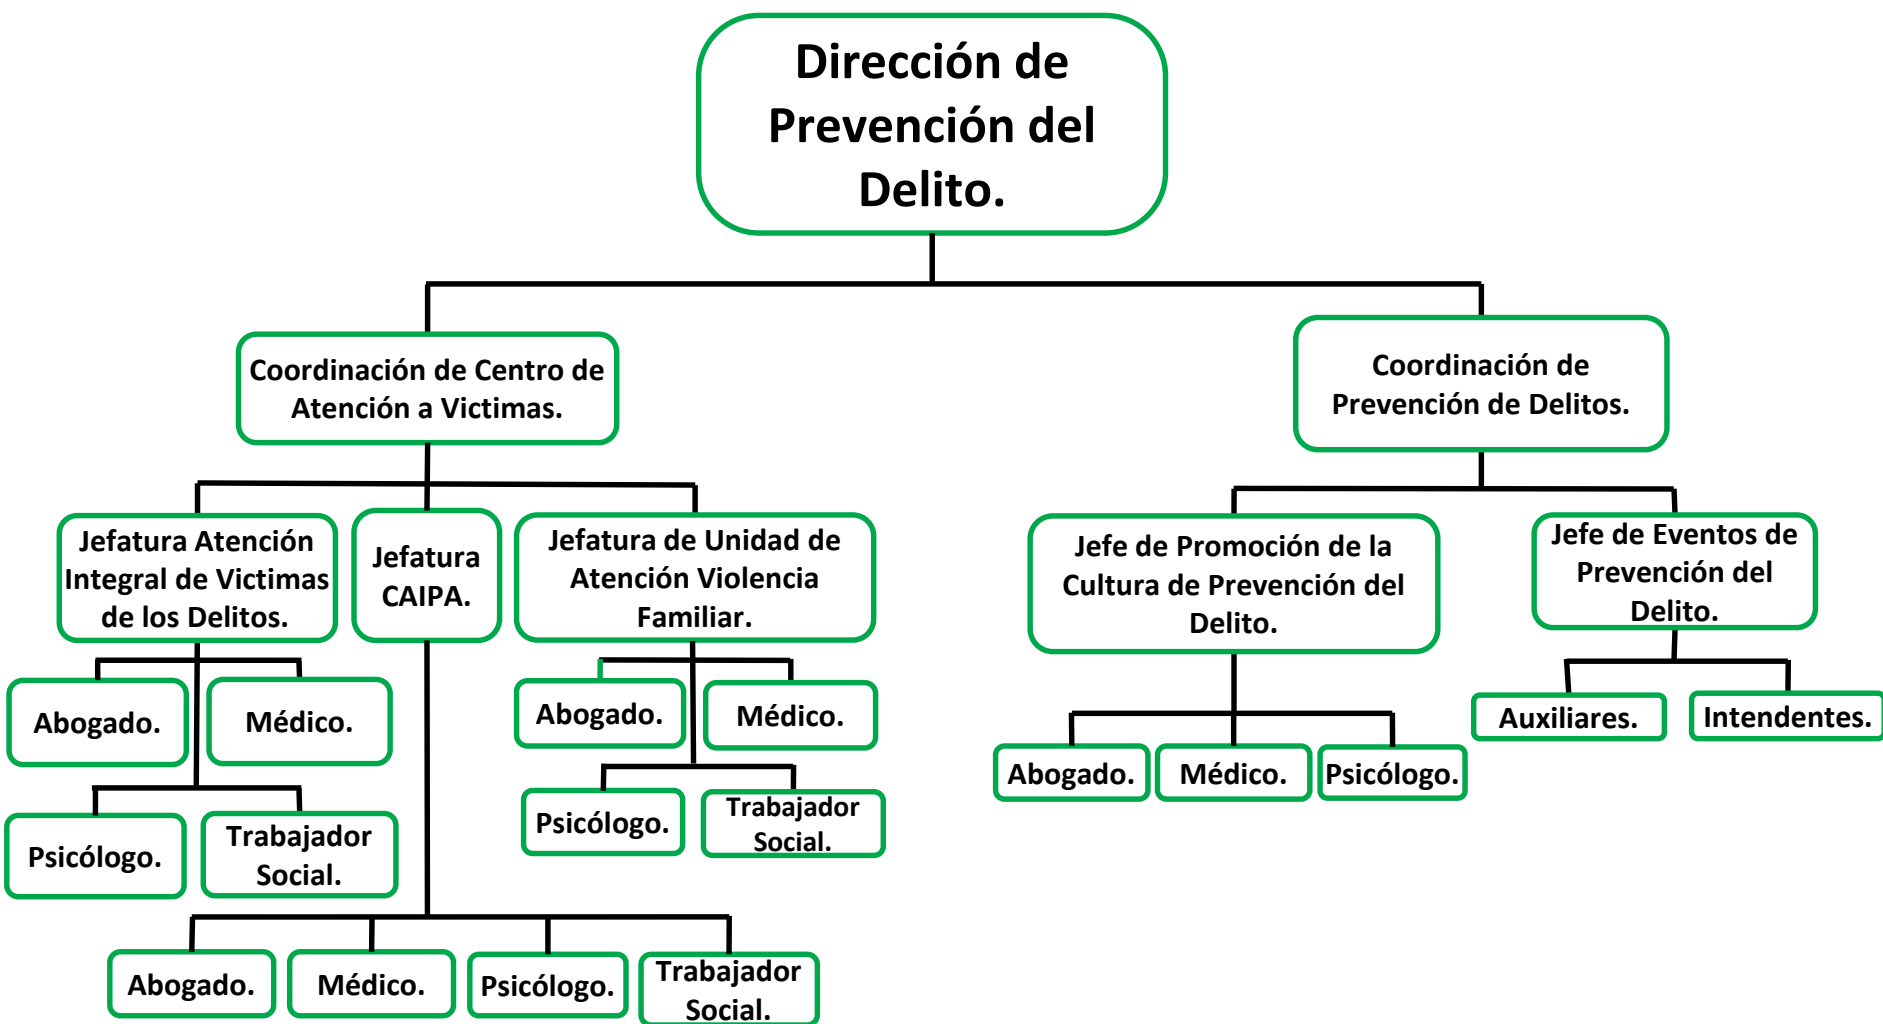 Dirección de
Prevención del
Delito.
Coordinación de Centro de
Atención a Victimas.
Coordinación de
Prevención de Delitos.
Jefatura Atención
Integral de Victimas
de los Delitos.
Jefatura
CAIPA.
Jefatura de Unidad de
Atención Violencia
Familiar.
Jefe de Promoción de la
Cultura de Prevención del
Delito.
Jefe de Eventos de
Prevención del
Delito.
Abogado.
Médico.
Psicólogo.
Trabajador
Social.
Abogado.
Médico.
Psicólogo.
Trabajador
Social.
Abogado.
Médico.
Psicólogo.
Auxiliares.
Intendentes.
Abogado.
Médico.
Psicólogo.
Trabajador
Social.